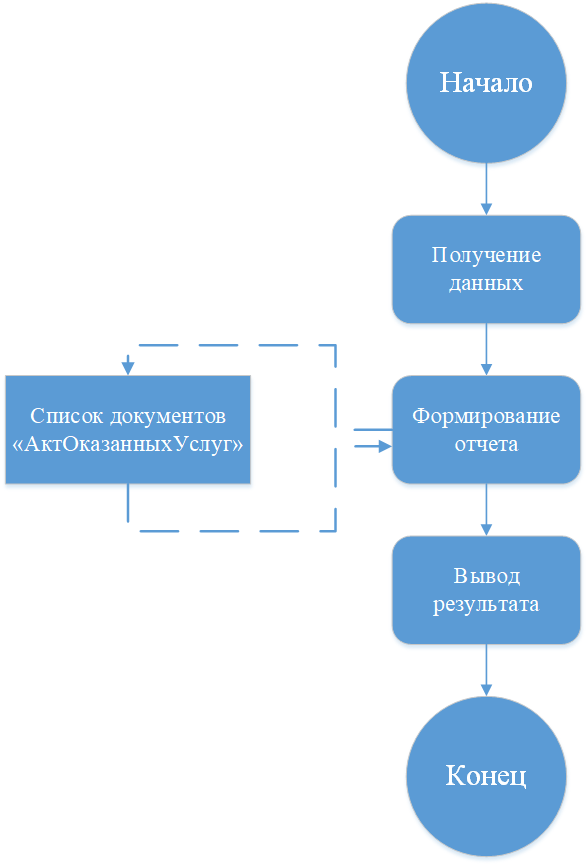 Начало
Получение
данных
Список документов
«АктОказанныхУслуг»
Формирование
отчета
Вывод
результата
Конец